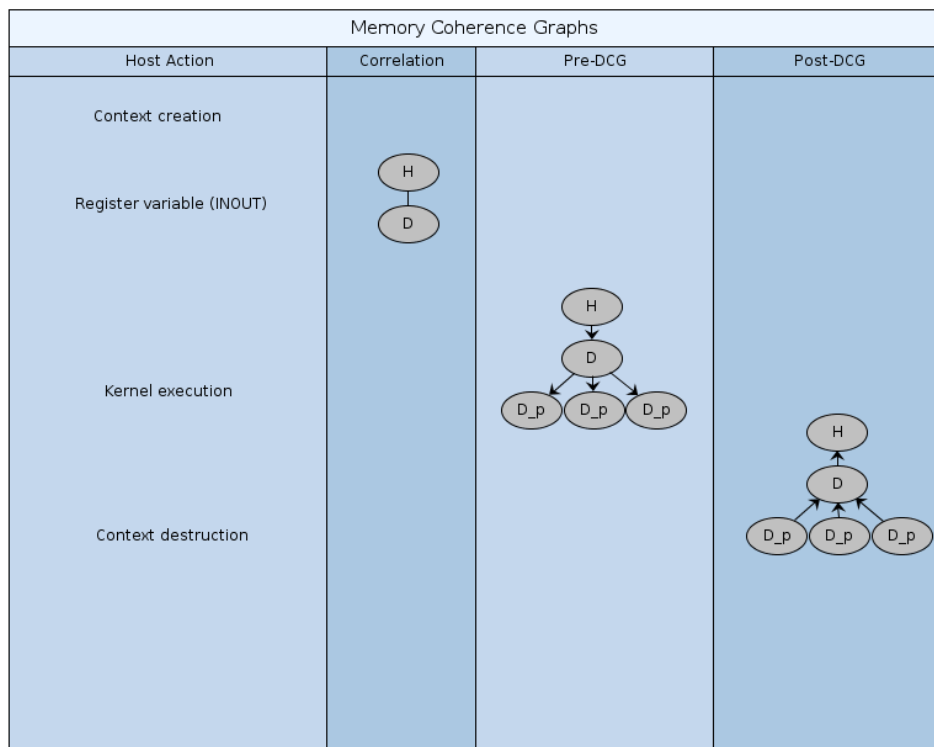 Memory Coherence Graphs
Host Action Correlation Pre-DCG Post-DCG
Context creation
H
Register variable (INOUT)
D
H
D
Kernel execution
D_p D_p D_p
H
D
Context destruction
D_p D_p D_p